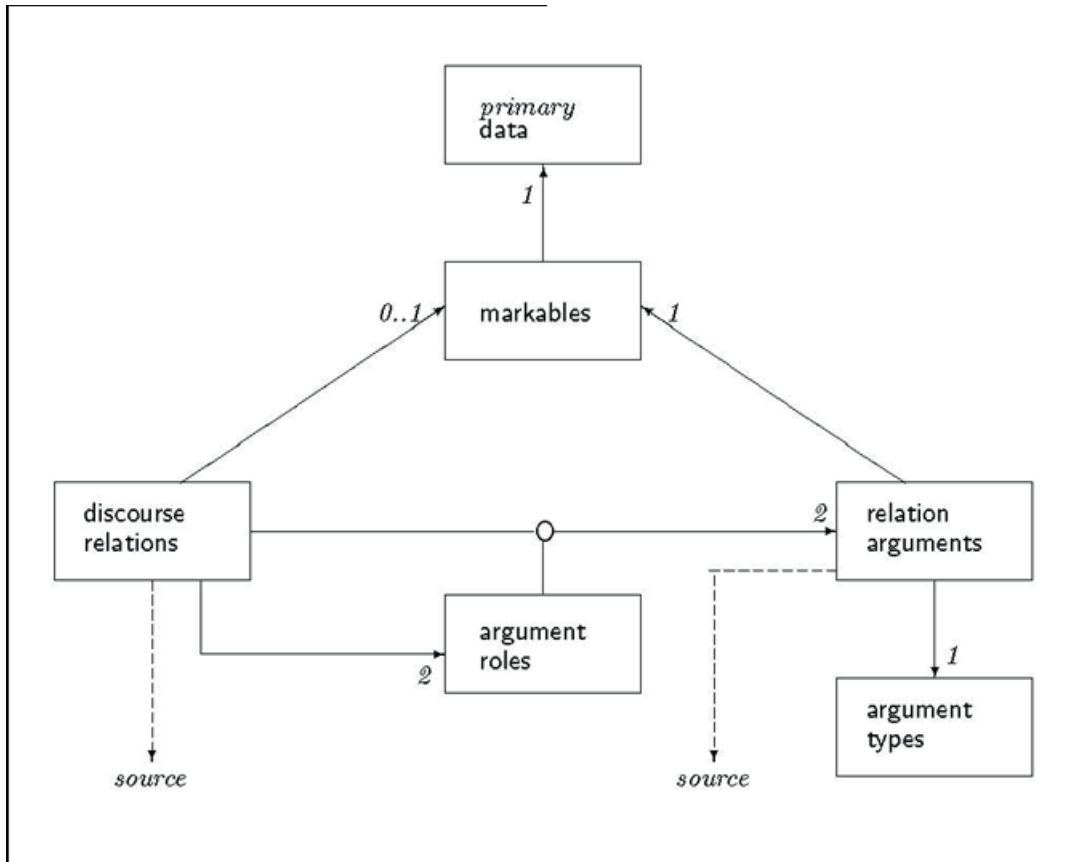 primary
data
1
0..1
markables
1
discourse
relations
2
relation
arguments
argument
roles
2
1
argument
types
source
source